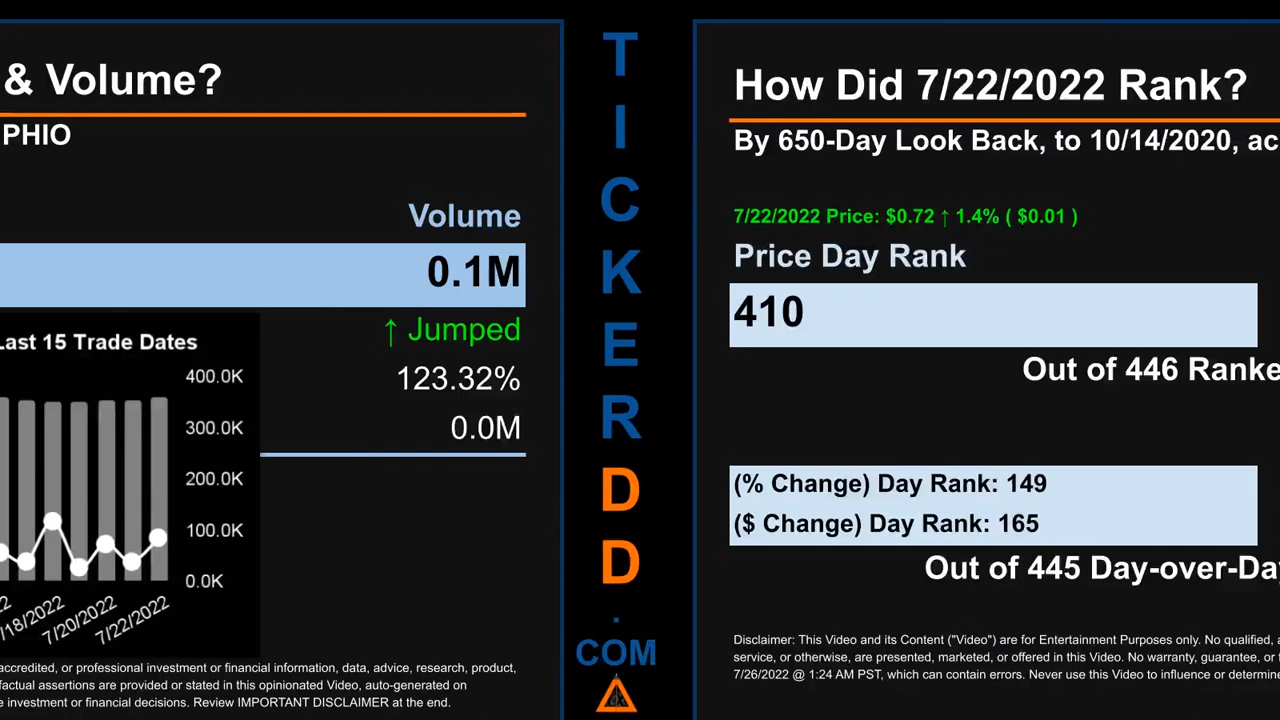 & Volume?
PHIO
Volume
0.1M
↑ Jumped
123.32%
0.0M
Last 15 Trade Dates
400.0K
300.0K
200.0K
100.0K
0.0K
/18/2022
7/20/2022
7/22/2022
accredited, or professional investment or financial information, data, advice, research, product,
factual assertions are provided or stated in this opinionated Video, auto-generated on
e investment or financial decisions. Review IMPORTANT DISCLAIMER at the end.
T
I
C
K
E
R
D
D
.
COM
How Did 7/22/2022 Rank?
By 650-Day Look Back, to 10/14/2020, ac
7/22/2022 Price: $0.72 ↑ 1.4% ( $0.01 )
Price Day Rank
410
Out of 446 Ranke
(% Change) Day Rank: 149
($ Change) Day Rank: 165
Out of 445 Day-over-Da
Disclaimer: This Video and its Content ("Video") are for Entertainment Purposes only. No qualified, a
service, or otherwise, are presented, marketed, or offered in this Video. No warranty, guarantee, or f
7/26/2022 @ 1:24 AM PST, which can contain errors. Never use this Video to influence or determine